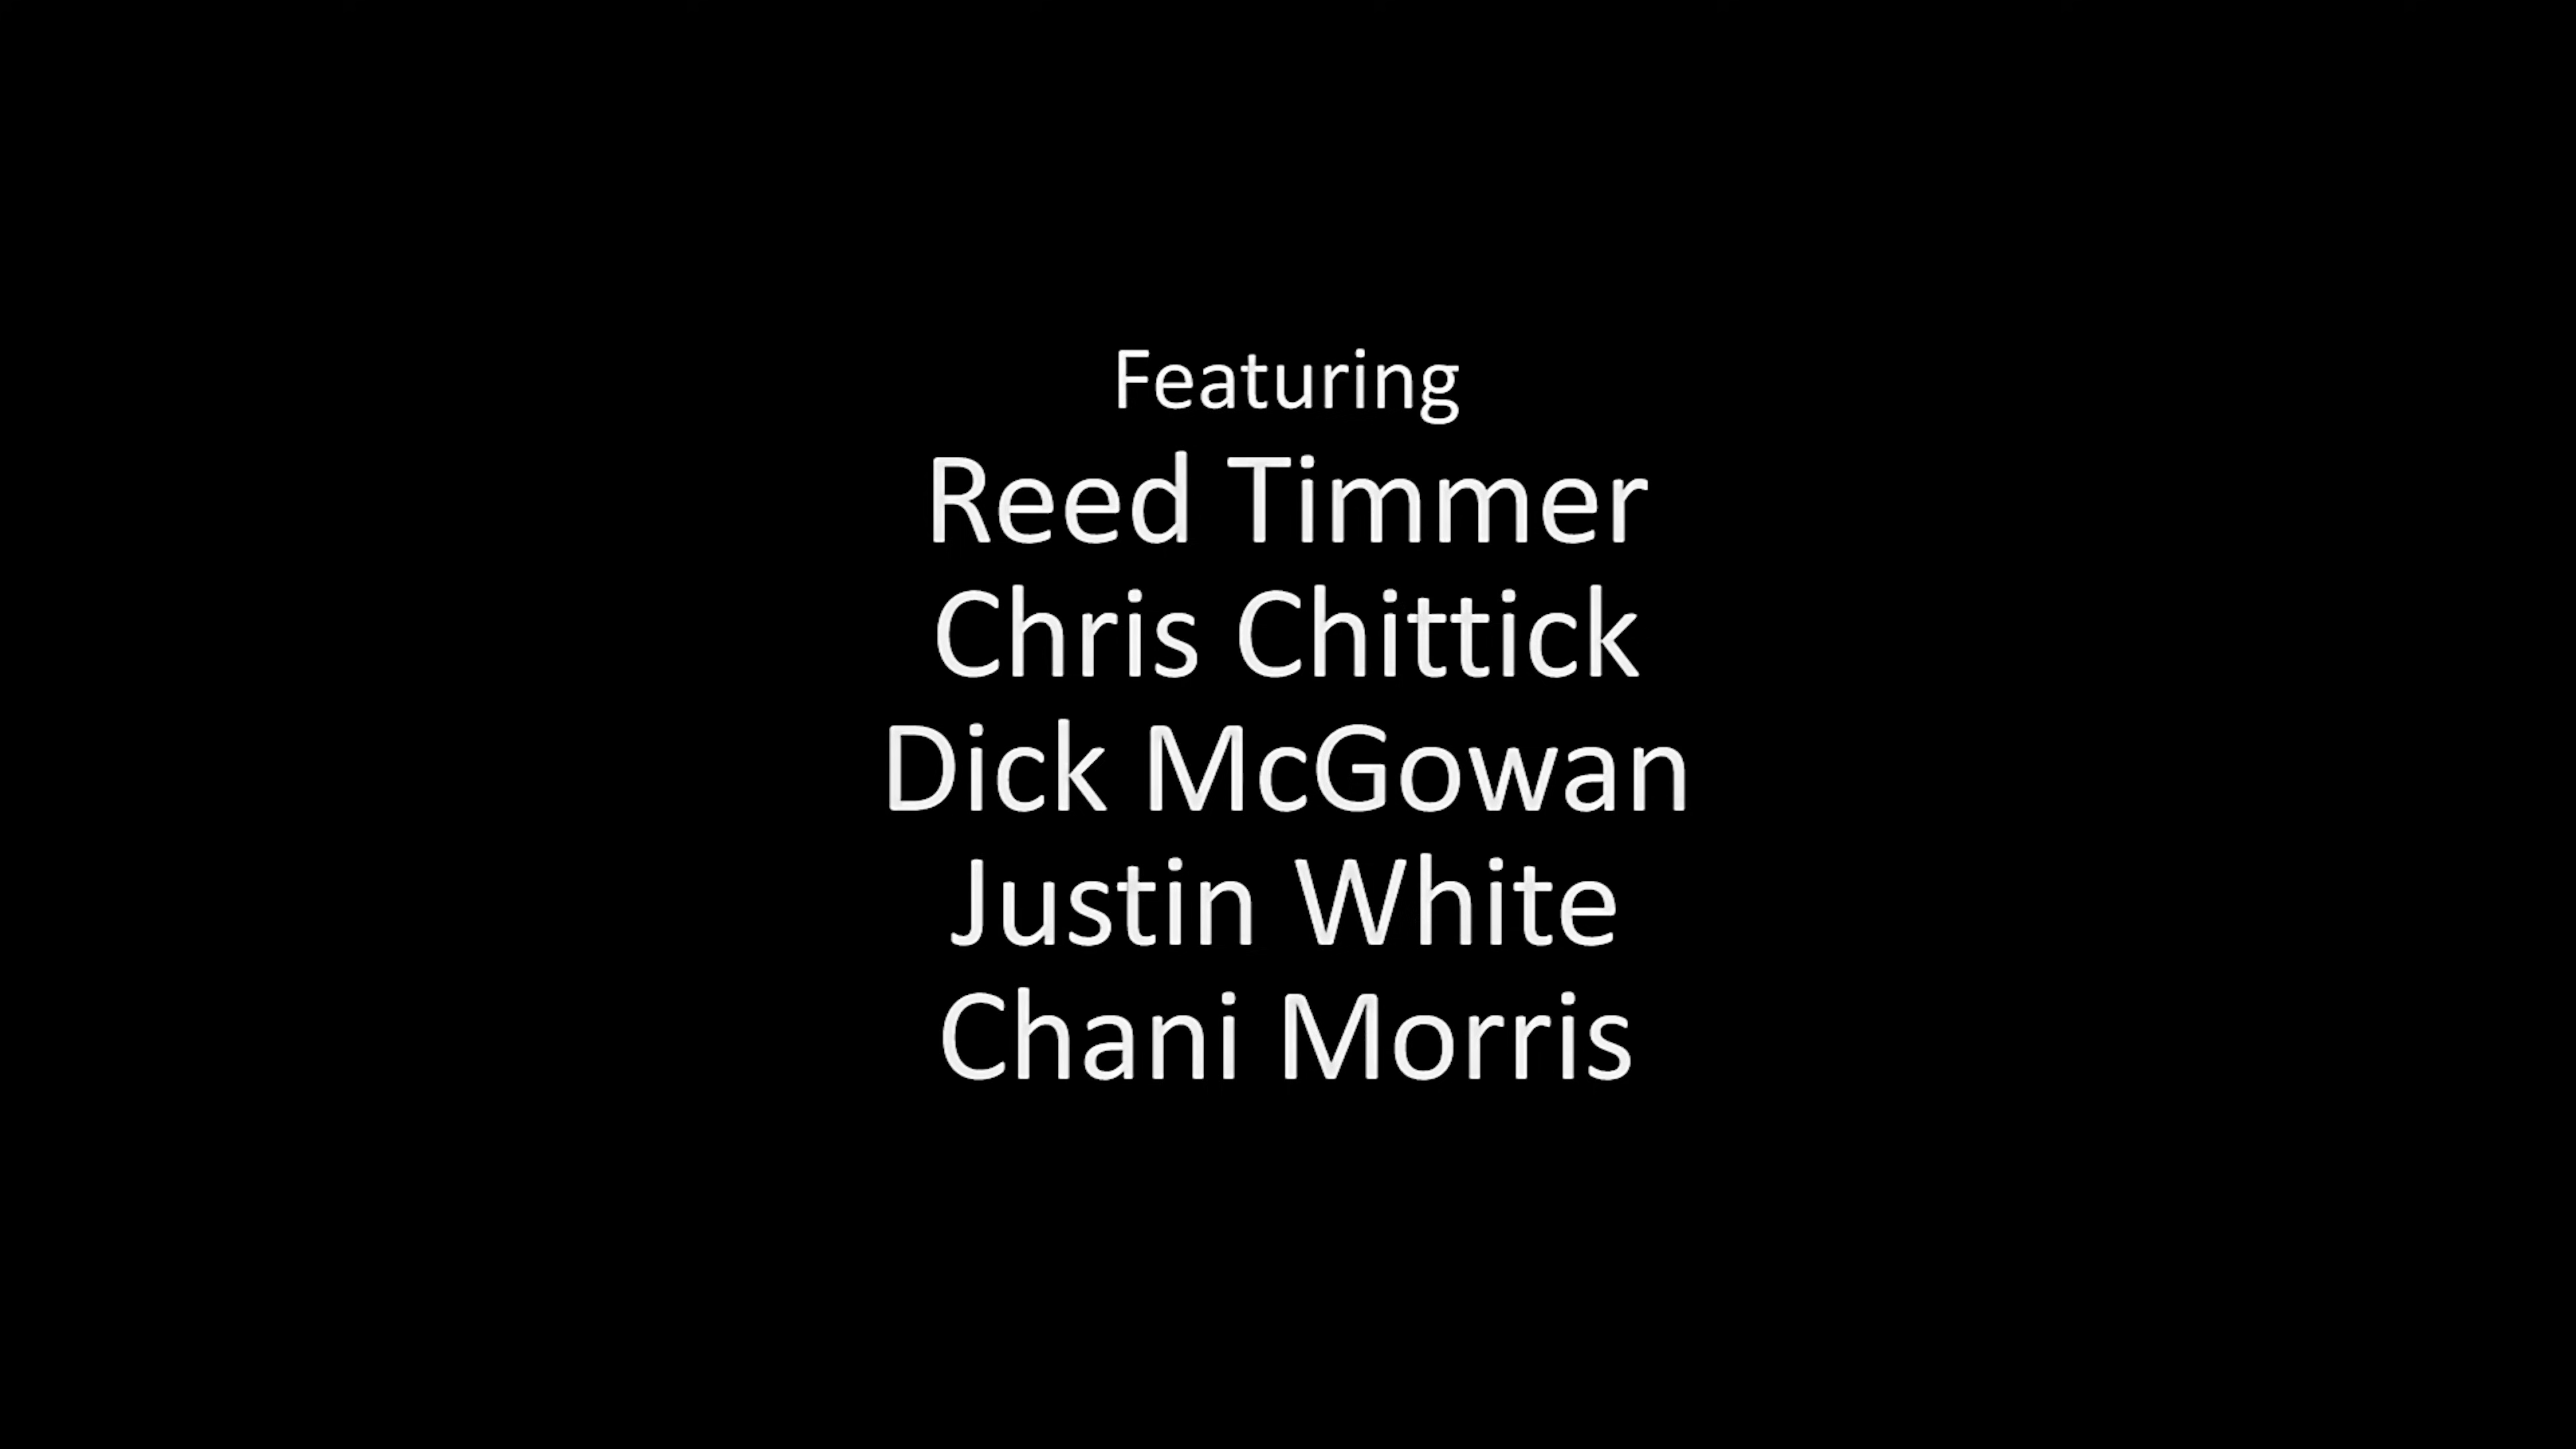 Featuring
Reed Timmer
Chris Chittick
Dick McGowan
Justin White
Chani Morris